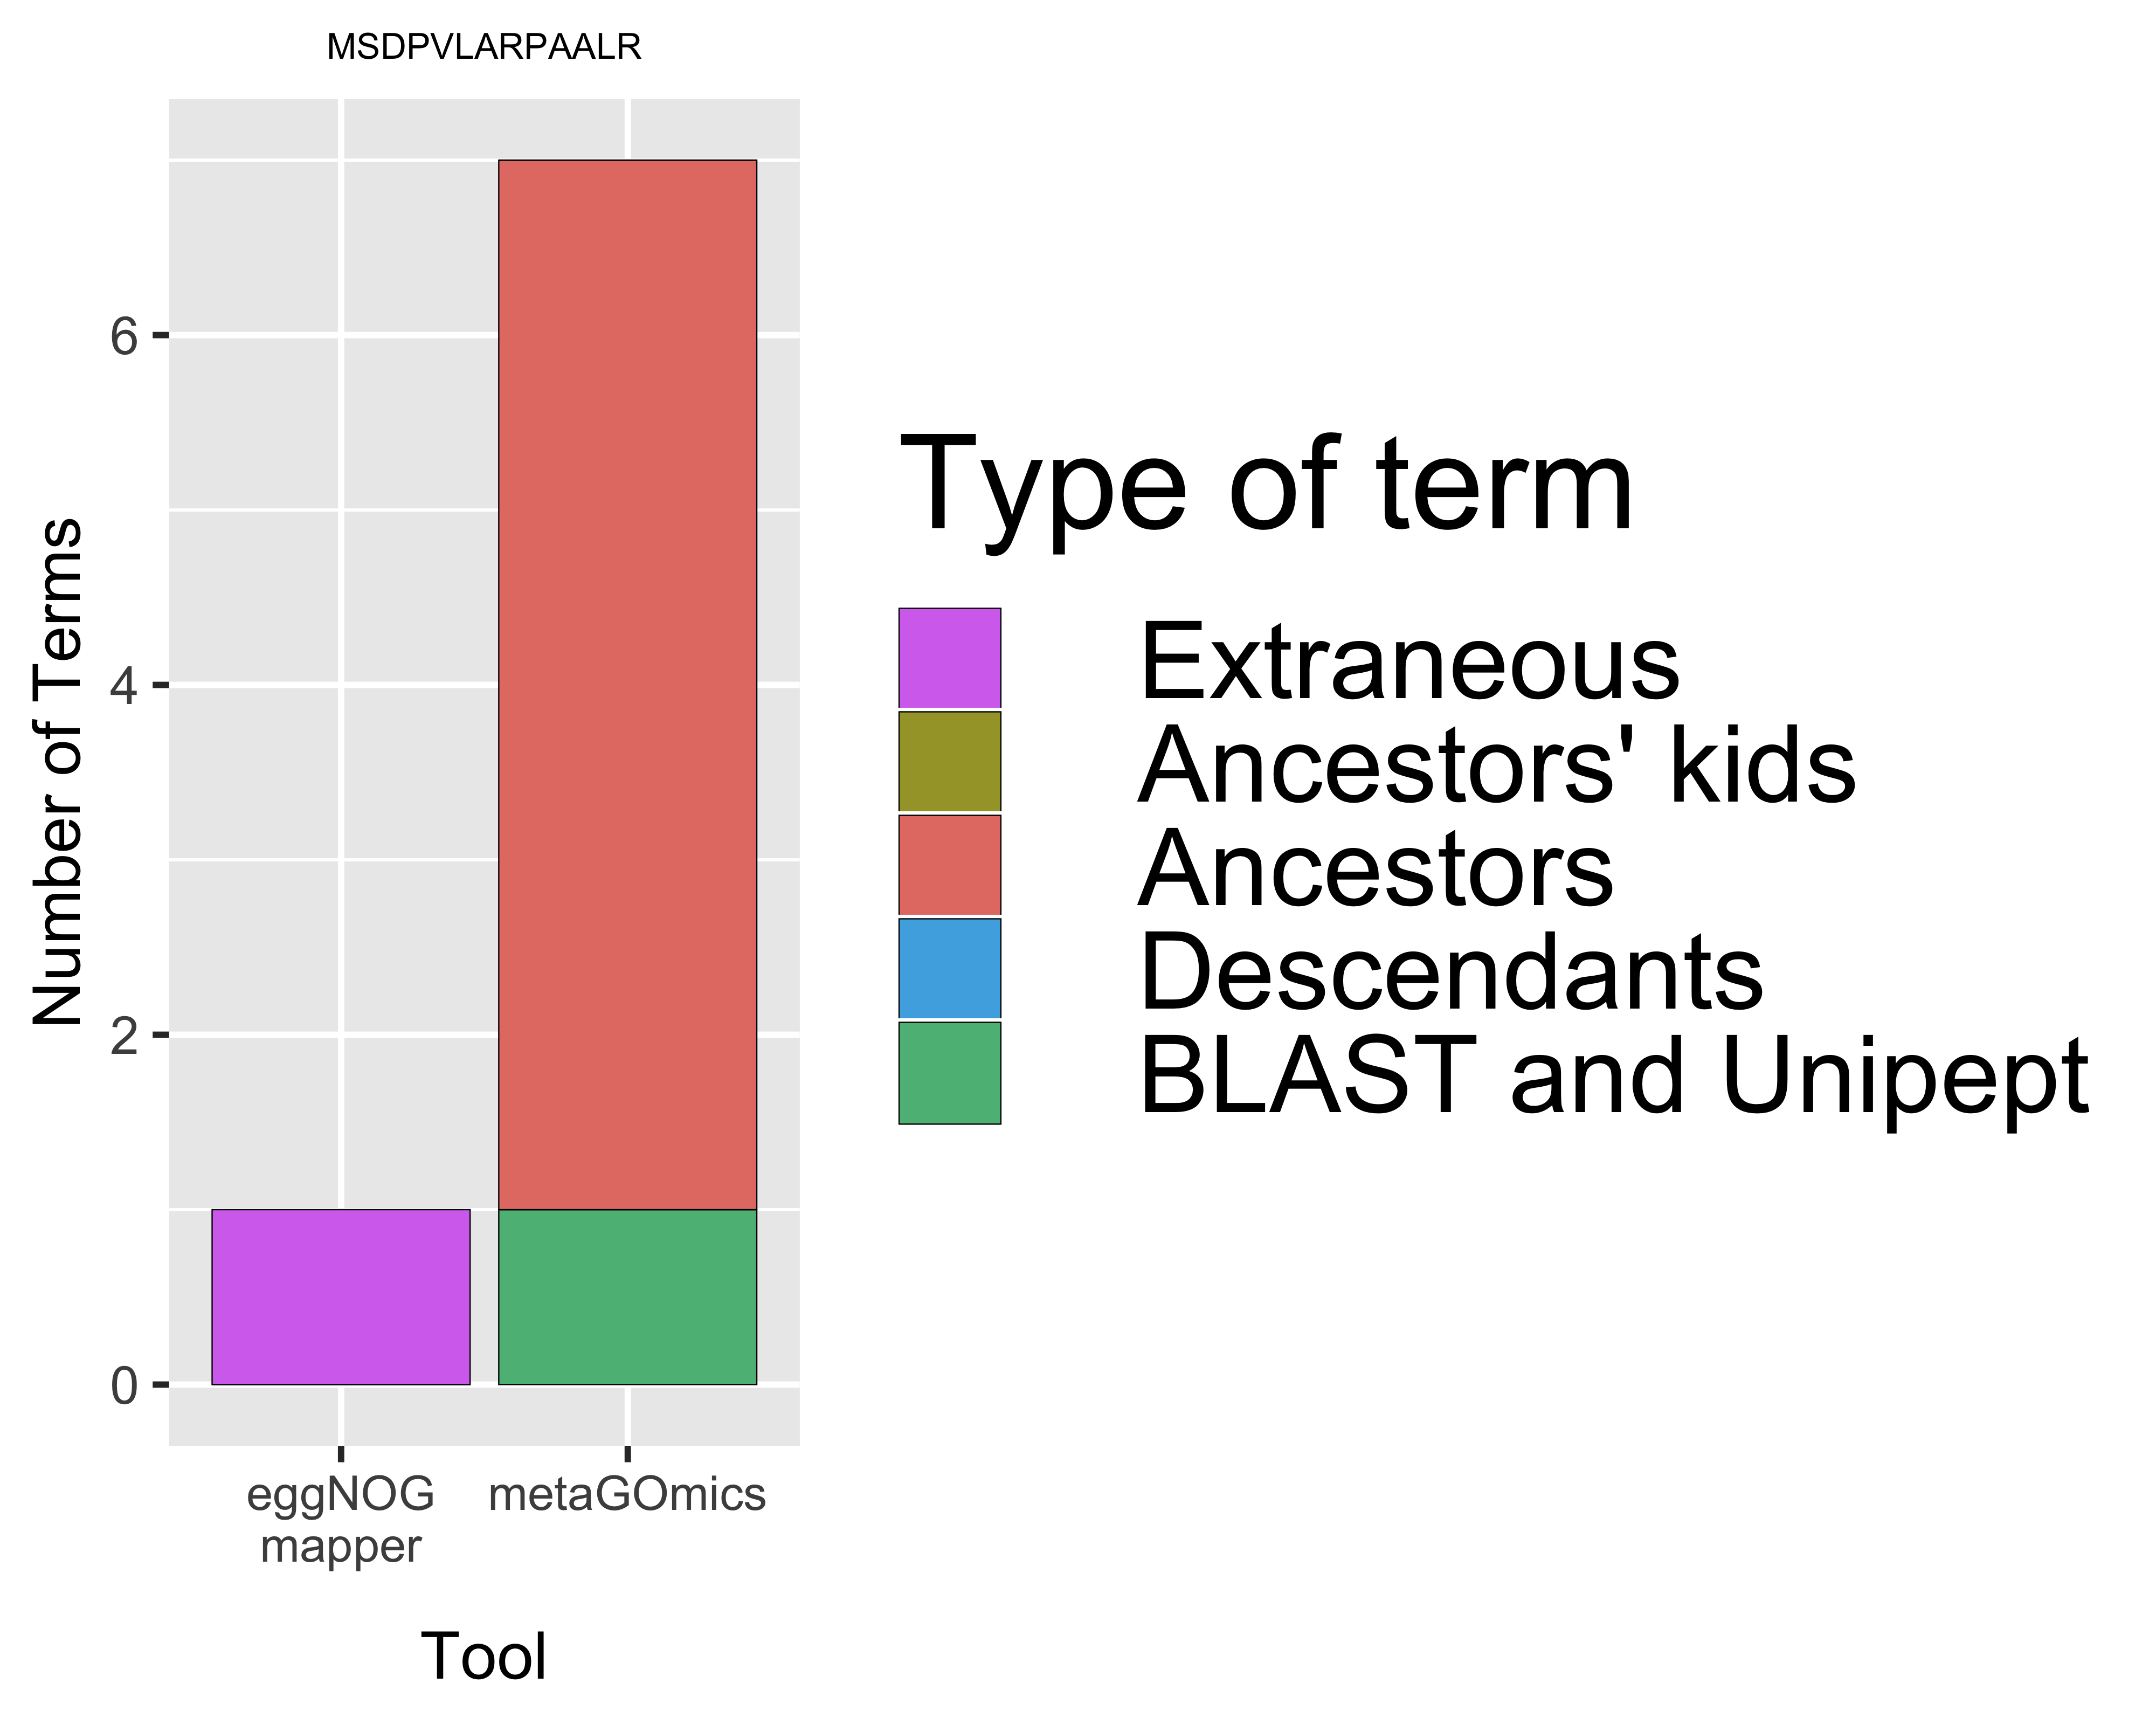 MSDPVLARPAALR
Number of Terms
6
4
2
0
eggNOG
mapper
metaGOmics
Tool
Type of term
Extraneous
Ancestors' kids
Ancestors
Descendants
BLAST and Unipept